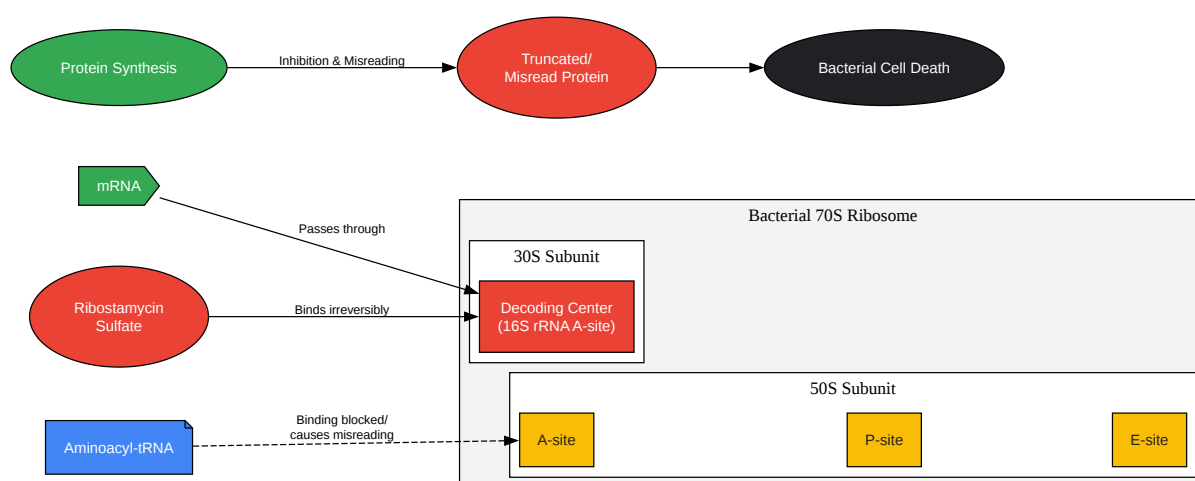 Protein Synthesis
Inhibition & Misreading
Truncated/
Misread Protein
Bacterial Cell Death
mRNA
Passes through
Bacterial 70S Ribosome
30S Subunit
Ribostamycin
Sulfate
Binds irreversibly
Decoding Center
(16S rRNA A-site)
50S Subunit
Aminoacyl-tRNA
Binding blocked/
causes misreading
A-site
P-site
E-site